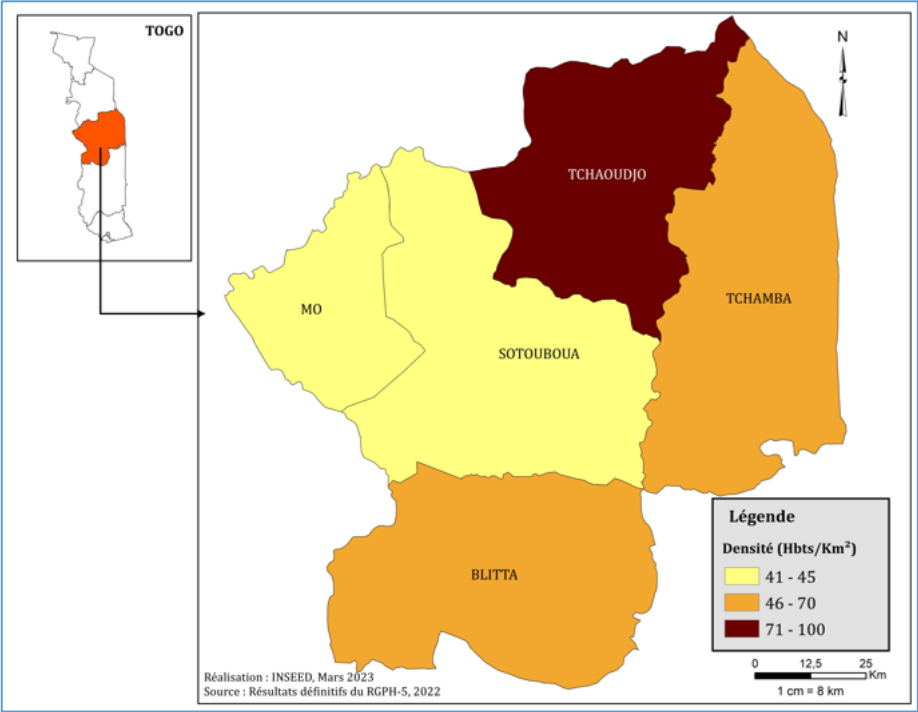 TOGO
N
TCHAOUDJO
TCHAMBA
MO
SOTOUBOUA
BLITTA
Légende
Densité (Hbts/Km²)
41 - 45
46 - 70
71 - 100
0 12,5 25
Km
1 cm = 8 km
Réalisation : INSEED, Mars 2023
Source : Résultats définitifs du RGPH-5, 2022